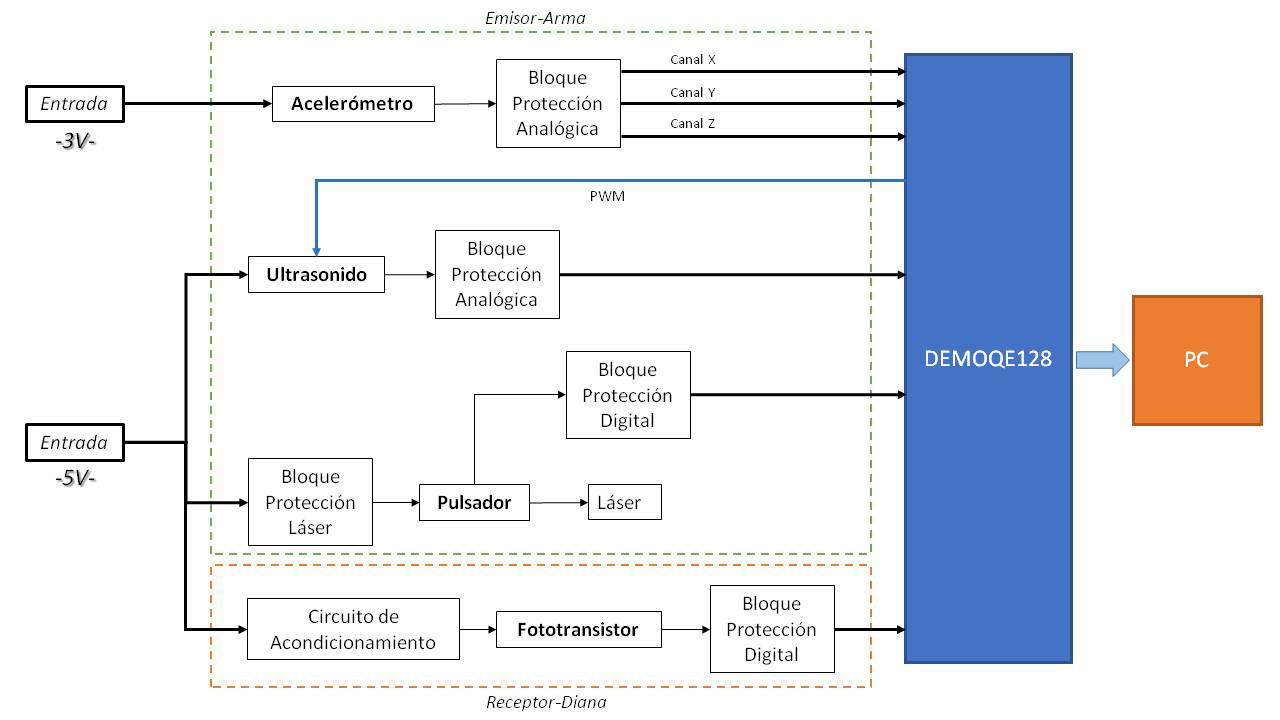 Emisor-Arma
Entrada
-3V-
Acelerómetro
Bloque
Protección
Analógica
Canal X
Canal Y
Canal Z
PWM
Ultrasonido
Bloque
Protección
Analógica
DEMOQE128
PC
Bloque
Protección
Digital
Entrada
-5V-
Bloque
Protección
Láser
Pulsador
Láser
Circuito de
Acondicionamiento
Fototransistor
Bloque
Protección
Digital
Receptor-Diana